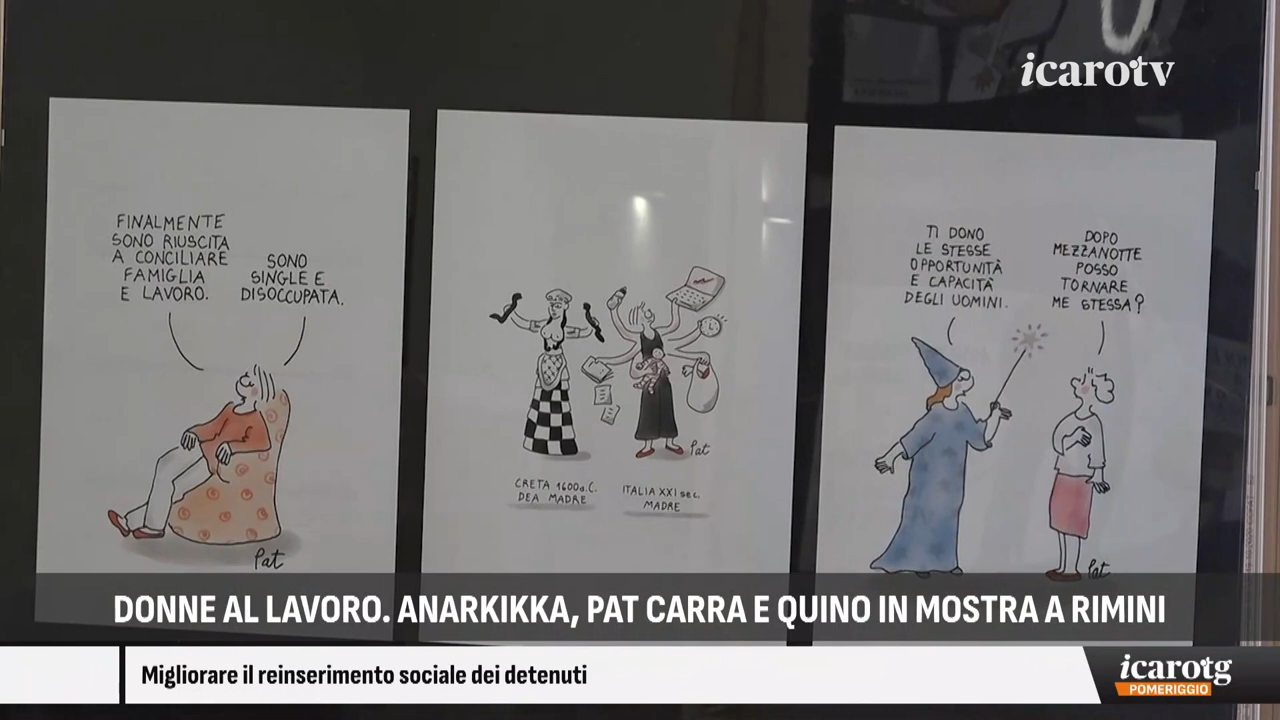 icarotv
FINALMENTE
SONO RIUSCITA
A CONCILIARE
FAMIGLIA
E LAVORO.
SONO
SINGLE E
DISOCCUPATA.
Pat
CRETA 1600 a.C.
DEA MADRE
ITALIA XXI sec.
MADRE
Pat
TI DONO
LE STESSE
OPPORTUNITÀ
E CAPACITÀ
DEGLI UOMINI.
DOPO
MEZZANOTTE
POSSO
TORNARE
ME STESSA?
Pat
DONNE AL LAVORO. ANARKIKKA, PAT CARRA E QUINO IN MOSTRA A RIMINI
Migliorare il reinserimento sociale dei detenuti
icarotg
POMERIGGIO